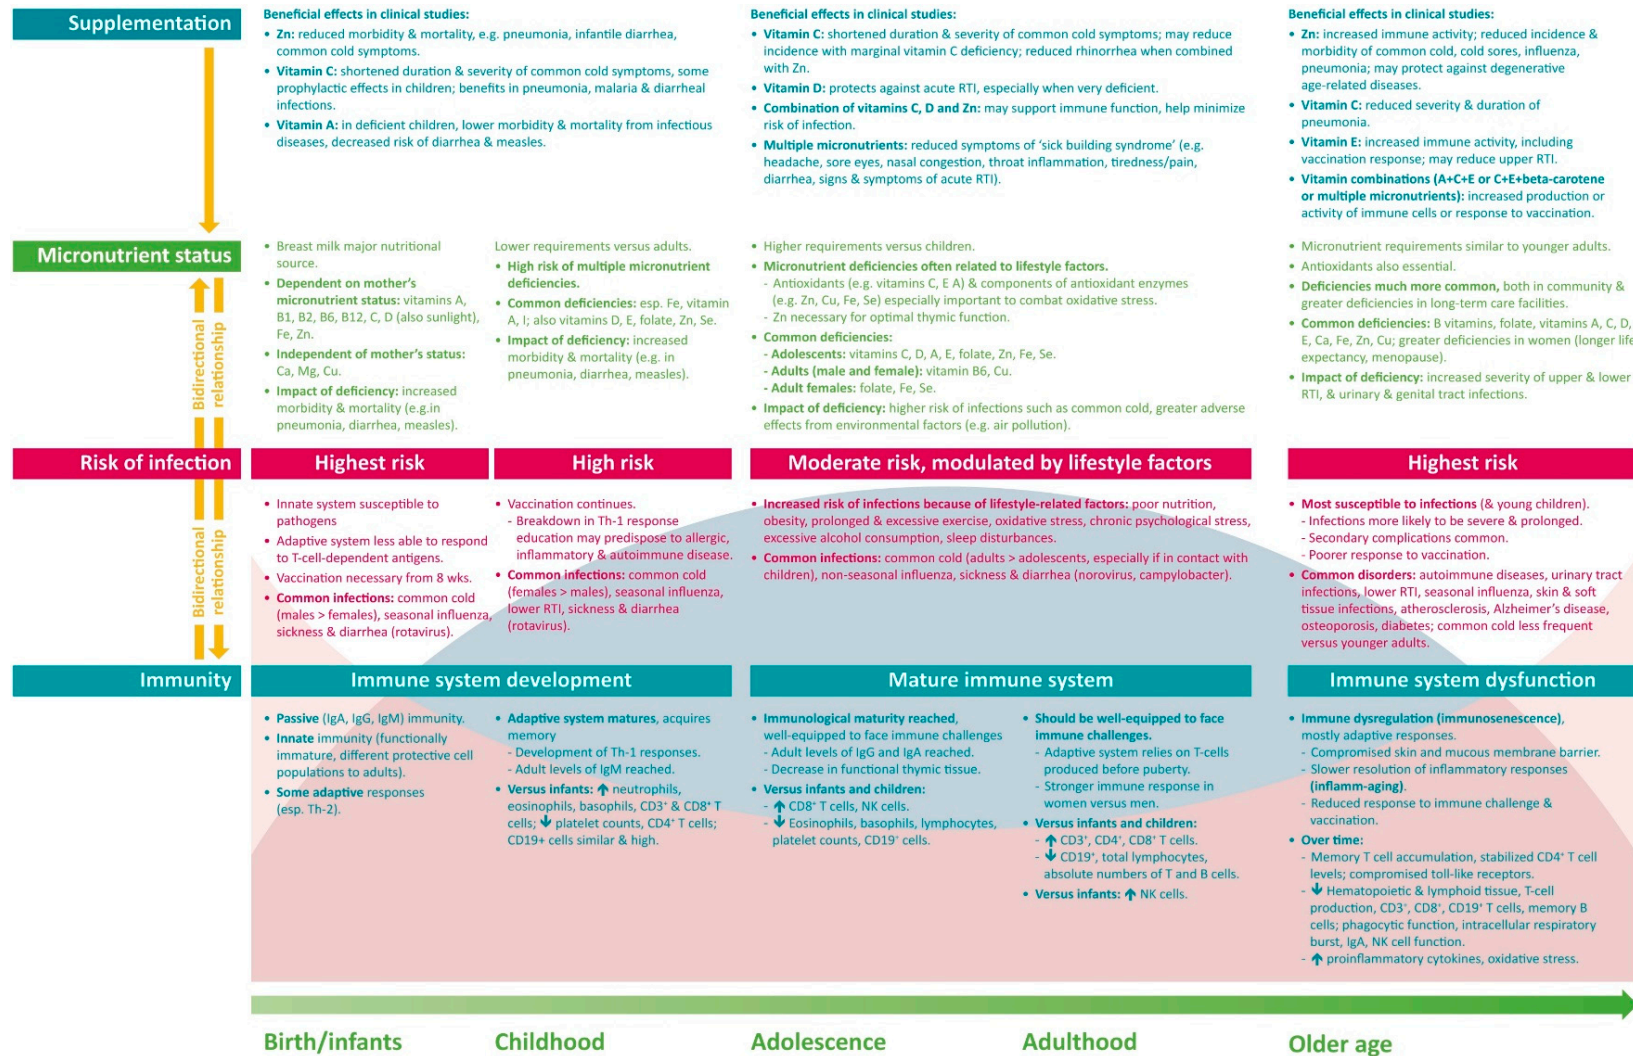 Supplementation
Beneficial effects in clinical studies:
• Zn: reduced morbidity & mortality, e.g. pneumonia, infantile diarrhea,
common cold symptoms.
• Vitamin C: shortened duration & severity of common cold symptoms, some
prophylactic effects in children; benefits in pneumonia, malaria & diarrheal
infections.
• Vitamin A: in deficient children, lower morbidity & mortality from infectious
diseases, decreased risk of diarrhea & measles.
Beneficial effects in clinical studies:
• Vitamin C: shortened duration & severity of common cold symptoms; may reduce
incidence with marginal vitamin C deficiency; reduced rhinorrhea when combined
with Zn.
• Vitamin D: protects against acute RTI, especially when very deficient.
• Combination of vitamins C, D and Zn: may support immune function, help minimize
risk of infection.
• Multiple micronutrients: reduced symptoms of ‘sick building syndrome’ (e.g.
headache, sore eyes, nasal congestion, throat inflammation, tiredness/pain,
diarrhea, signs & symptoms of acute RTI).
Beneficial effects in clinical studies:
• Zn: increased immune activity; reduced incidence &
morbidity of common cold, cold sores, influenza,
pneumonia; may protect against degenerative
age-related diseases.
• Vitamin C: reduced severity & duration of
pneumonia.
• Vitamin E: increased immune activity, including
vaccination response; may reduce upper RTI.
• Vitamin combinations (A+C+E or C+E+beta-carotene
or multiple micronutrients): increased production or
activity of immune cells or response to vaccination.
Micronutrient status
• Breast milk major nutritional
source.
• Dependent on mother’s
micronutrient status: vitamins A,
B1, B2, B6, B12, C, D (also sunlight),
Fe, Zn.
• Independent of mother’s status:
Ca, Mg, Cu.
• Impact of deficiency: increased
morbidity & mortality (e.g.in
pneumonia, diarrhea, measles).
Lower requirements versus adults.
• High risk of multiple micronutrient
deficiencies.
• Common deficiencies: esp. Fe, vitamin
A, I; also vitamins D, E, folate, Zn, Se.
• Impact of deficiency: increased
morbidity & mortality (e.g. in
pneumonia, diarrhea, measles).
• Higher requirements versus children.
• Micronutrient deficiencies often related to lifestyle factors.
- Antioxidants (e.g. vitamins C, E A) & components of antioxidant enzymes
(e.g. Zn, Cu, Fe, Se) especially important to combat oxidative stress.
- Zn necessary for optimal thymic function.
• Common deficiencies:
- Adolescents: vitamins C, D, A, E, folate, Zn, Fe, Se.
- Adults (male and female): vitamin B6, Cu.
- Adult females: folate, Fe, Se.
• Impact of deficiency: higher risk of infections such as common cold, greater adverse
effects from environmental factors (e.g. air pollution).
• Micronutrient requirements similar to younger adults.
• Antioxidants also essential.
• Deficiencies much more common, both in community &
greater deficiencies in long-term care facilities.
• Common deficiencies: B vitamins, folate, vitamins A, C, D,
E, Ca, Fe, Zn, Cu; greater deficiencies in women (longer life
expectancy, menopause).
• Impact of deficiency: increased severity of upper & lower
RTI, & urinary & genital tract infections.
Bidirectional
relationship
Risk of infection
Highest risk
High risk
Moderate risk, modulated by lifestyle factors
Highest risk
Bidirectional
relationship
• Innate system susceptible to
pathogens
• Adaptive system less able to respond
to T-cell-dependent antigens.
• Vaccination necessary from 8 wks.
• Common infections: common cold
(males > females), seasonal influenza,
sickness & diarrhea (rotavirus).
• Vaccination continues.
- Breakdown in Th-1 response
education may predispose to allergic,
inflammatory & autoimmune disease.
• Common infections: common cold
(females > males), seasonal influenza,
lower RTI, sickness & diarrhea
(rotavirus).
• Increased risk of infections because of lifestyle-related factors: poor nutrition,
obesity, prolonged & excessive exercise, oxidative stress, chronic psychological stress,
excessive alcohol consumption, sleep disturbances.
• Common infections: common cold (adults > adolescents, especially if in contact with
children), non-seasonal influenza, sickness & diarrhea (norovirus, campylobacter).
• Most susceptible to infections (& young children).
- Infections more likely to be severe & prolonged.
- Secondary complications common.
- Poorer response to vaccination.
• Common disorders: autoimmune diseases, urinary tract
infections, lower RTI, seasonal influenza, skin & soft
tissue infections, atherosclerosis, Alzheimer’s disease,
osteoporosis, diabetes; common cold less frequent
versus younger adults.
Immunity
Immune system development
Mature immune system
Immune system dysfunction
• Passive (IgA, IgG, IgM) immunity.
• Innate immunity (functionally
immature, different protective cell
populations to adults).
• Some adaptive responses
(esp. Th-2).
• Adaptive system matures, acquires
memory
- Development of Th-1 responses.
- Adult levels of IgM reached.
• Versus infants: ↑ neutrophils,
eosinophils, basophils, CD3⁺ & CD8⁺ T
cells; ↓ platelet counts, CD4⁺ T cells;
CD19+ cells similar & high.
• Immunological maturity reached,
well-equipped to face immune challenges
- Adult levels of IgG and IgA reached.
- Decrease in functional thymic tissue.
• Versus infants and children:
- ↑ CD8⁺ T cells, NK cells.
- ↓ Eosinophils, basophils, lymphocytes,
platelet counts, CD19⁺ cells.
• Should be well-equipped to face
immune challenges.
- Adaptive system relies on T-cells
produced before puberty.
- Stronger immune response in
women versus men.
• Versus infants and children:
- ↑ CD3⁺, CD4⁺, CD8⁺ T cells.
- ↓ CD19⁺, total lymphocytes,
absolute numbers of T and B cells.
• Versus infants: ↑ NK cells.
• Immune dysregulation (immunosenescence),
mostly adaptive responses.
- Compromised skin and mucous membrane barrier.
- Slower resolution of inflammatory responses
(inflamm-aging).
- Reduced response to immune challenge &
vaccination.
• Over time:
- Memory T cell accumulation, stabilized CD4⁺ T cell
levels; compromised toll-like receptors.
- ↓ Hematopoietic & lymphoid tissue, T-cell
production, CD3⁺, CD8⁺, CD19⁺ T cells, memory B
cells; phagocytic function, intracellular respiratory
burst, IgA, NK cell function.
- ↑ proinflammatory cytokines, oxidative stress.
Birth/infants
Childhood
Adolescence
Adulthood
Older age